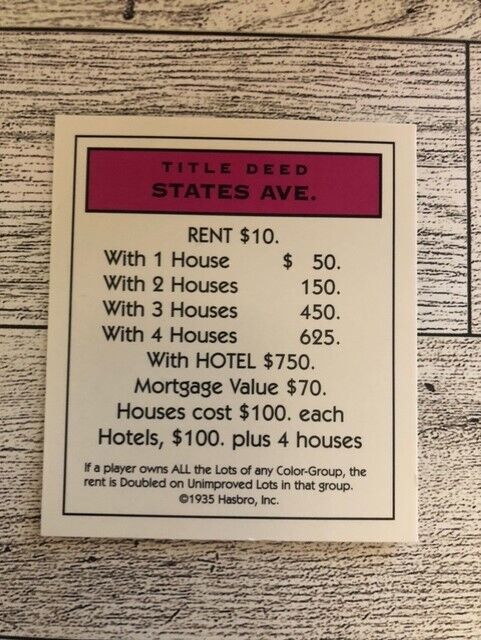 TITLE DEED
STATES AVE.
RENT $10.
With 1 House $ 50.
With 2 Houses 150.
With 3 Houses 450.
With 4 Houses 625.
With HOTEL $750.
Mortgage Value $70.
Houses cost $100. each
Hotels, $100. plus 4 houses
If a player owns ALL the Lots of any Color-Group, the
rent is Doubled on Unimproved Lots in that group.
©1935 Hasbro, Inc.